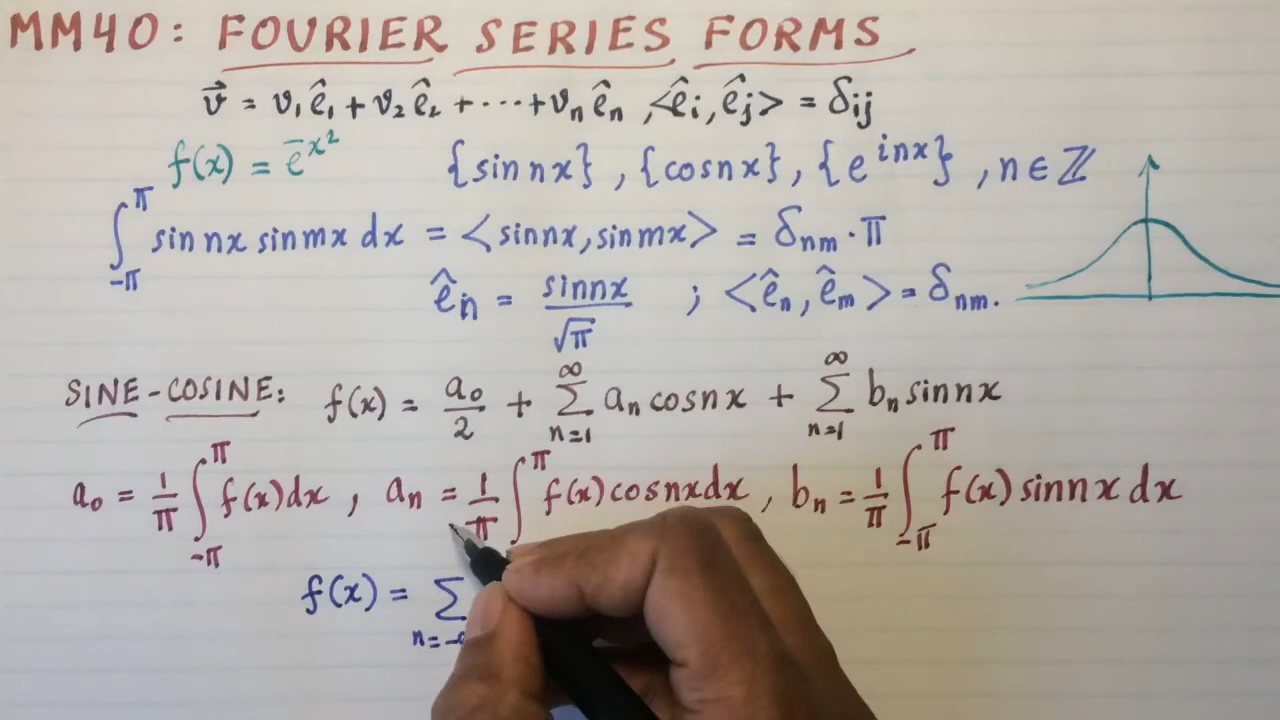 MM40: FOURIER SERIES FORMS
v⃗ = v₁ê₁ + v₂ê₂ + ··· + vₙêₙ , <êᵢ, êⱼ> = δᵢⱼ
f(x) = e^{-x²} {sin nx}, {cos nx}, {e^{inx}}, n ∈ ℤ
∫_{-π}^{π} sin nx sin mx dx = <sin nx, sin mx> = δₙₘ · π
êₙ = sin nx / √π ; <êₙ, êₘ> = δₙₘ.
SINE-COSINE: f(x) = a₀/2 + ∑_{n=1}^{∞} aₙ cos nx + ∑_{n=1}^{∞} bₙ sin nx
a₀ = 1/π ∫_{-π}^{π} f(x) dx , aₙ = 1/π ∫^{π} f(x) cos nx dx , bₙ = 1/π ∫_{-π}^{π} f(x) sin nx dx
f(x) = ∑_{n=-}